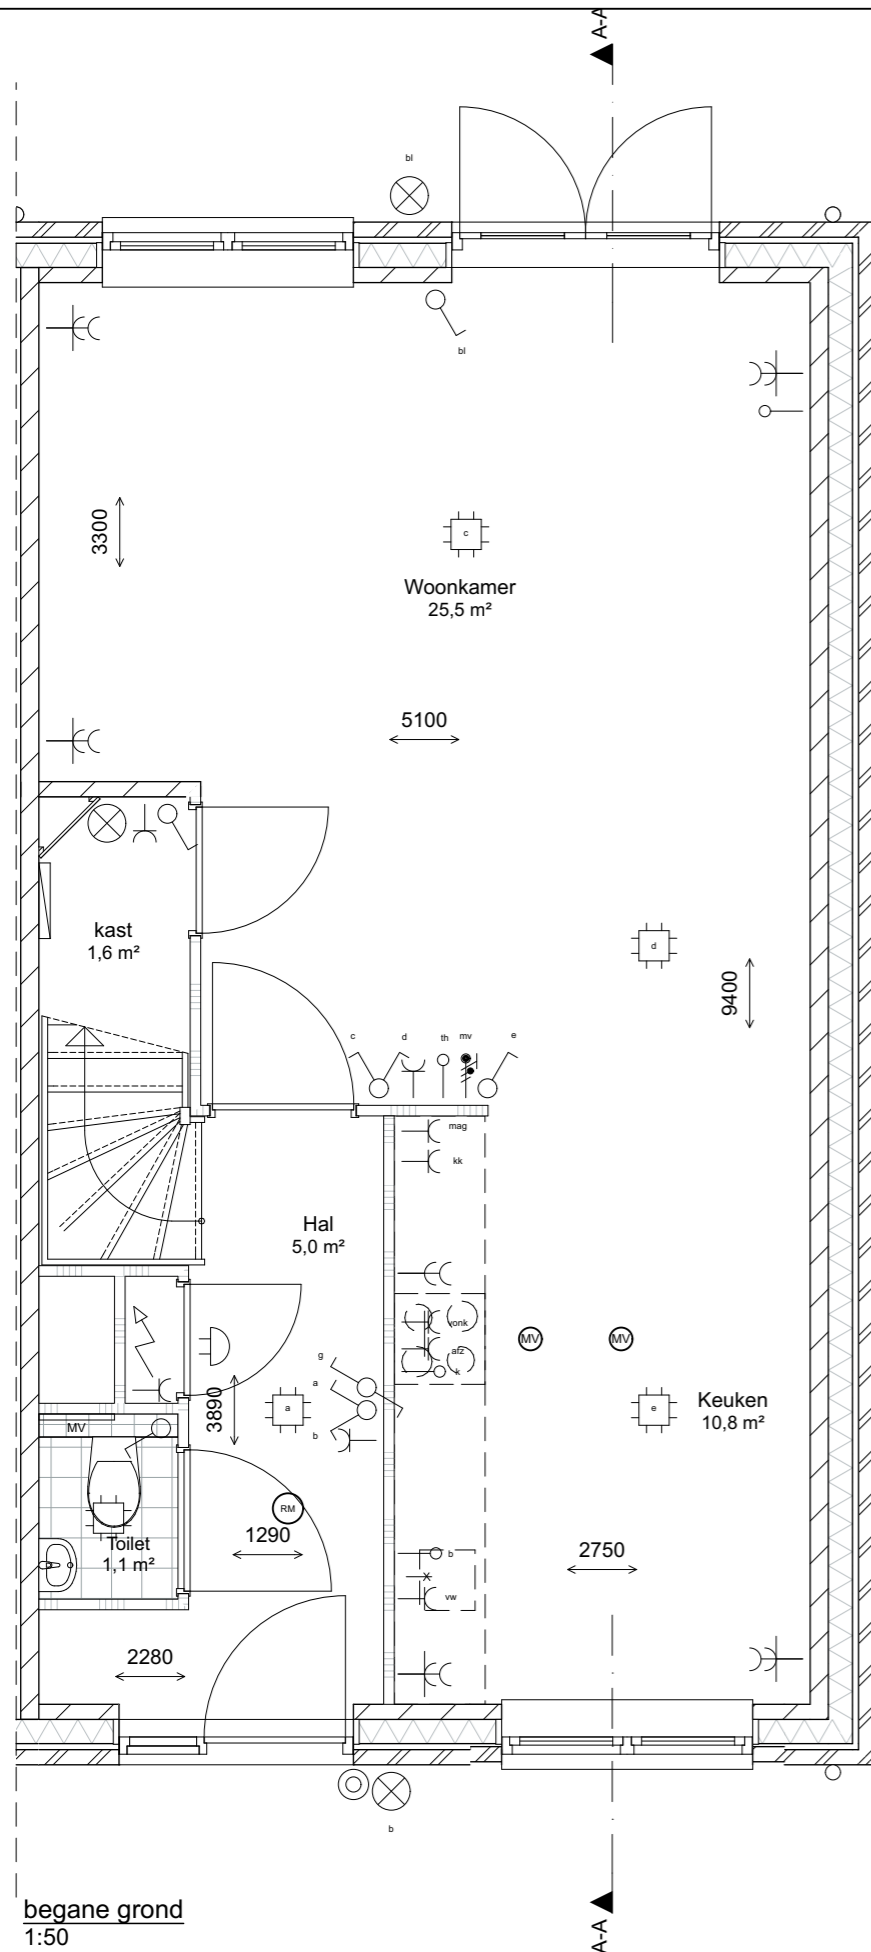 A-A
bl
bl
3300
c
Woonkamer
25,5 m²
5100
kast
1,6 m²
d
9400
c
d
th
mv
e
mag
kk
Hal
5,0 m²
vonk
afz
k
MV
MV
g
a
b
3890
a
e
Keuken
10,8 m²
MV
RM
Toilet
1,1 m²
1290
b
vw
2750
2280
b
begane grond
1:50
A-A